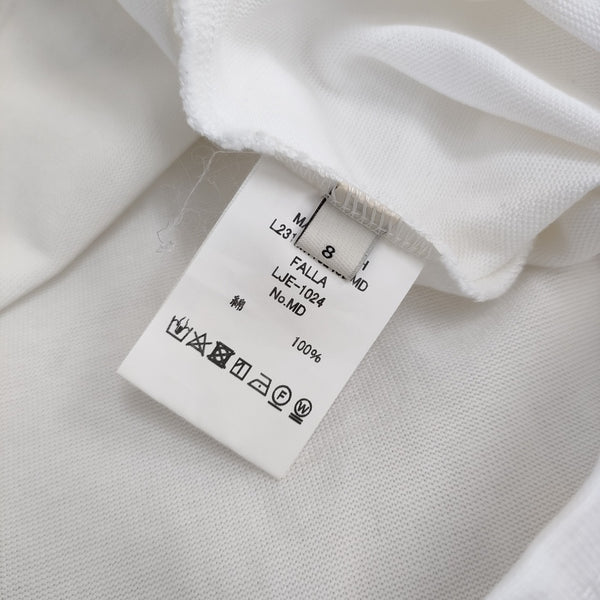 8
FALLA
LJE-1024
No.MD
綿 100%
F
W